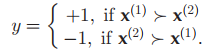 y = { +1, if x^(1) ≻ x^(2)
−1, if x^(2) ≻ x^(1).